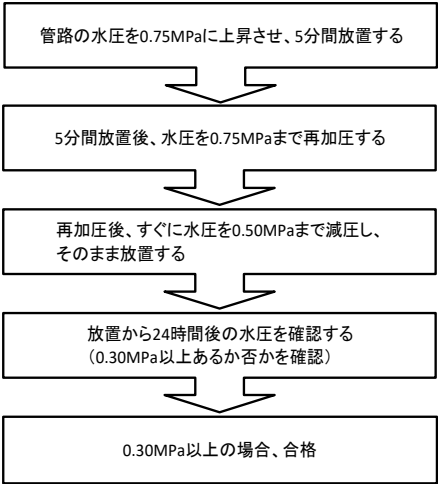 管路の水圧を0.75MPaに上昇させ、5分間放置する
5分間放置後、水圧を0.75MPaまで再加圧する
再加圧後、すぐに水圧を0.50MPaまで減圧し、
そのまま放置する
放置から24時間後の水圧を確認する
（0.30MPa以上あるか否かを確認）
0.30MPa以上の場合、合格